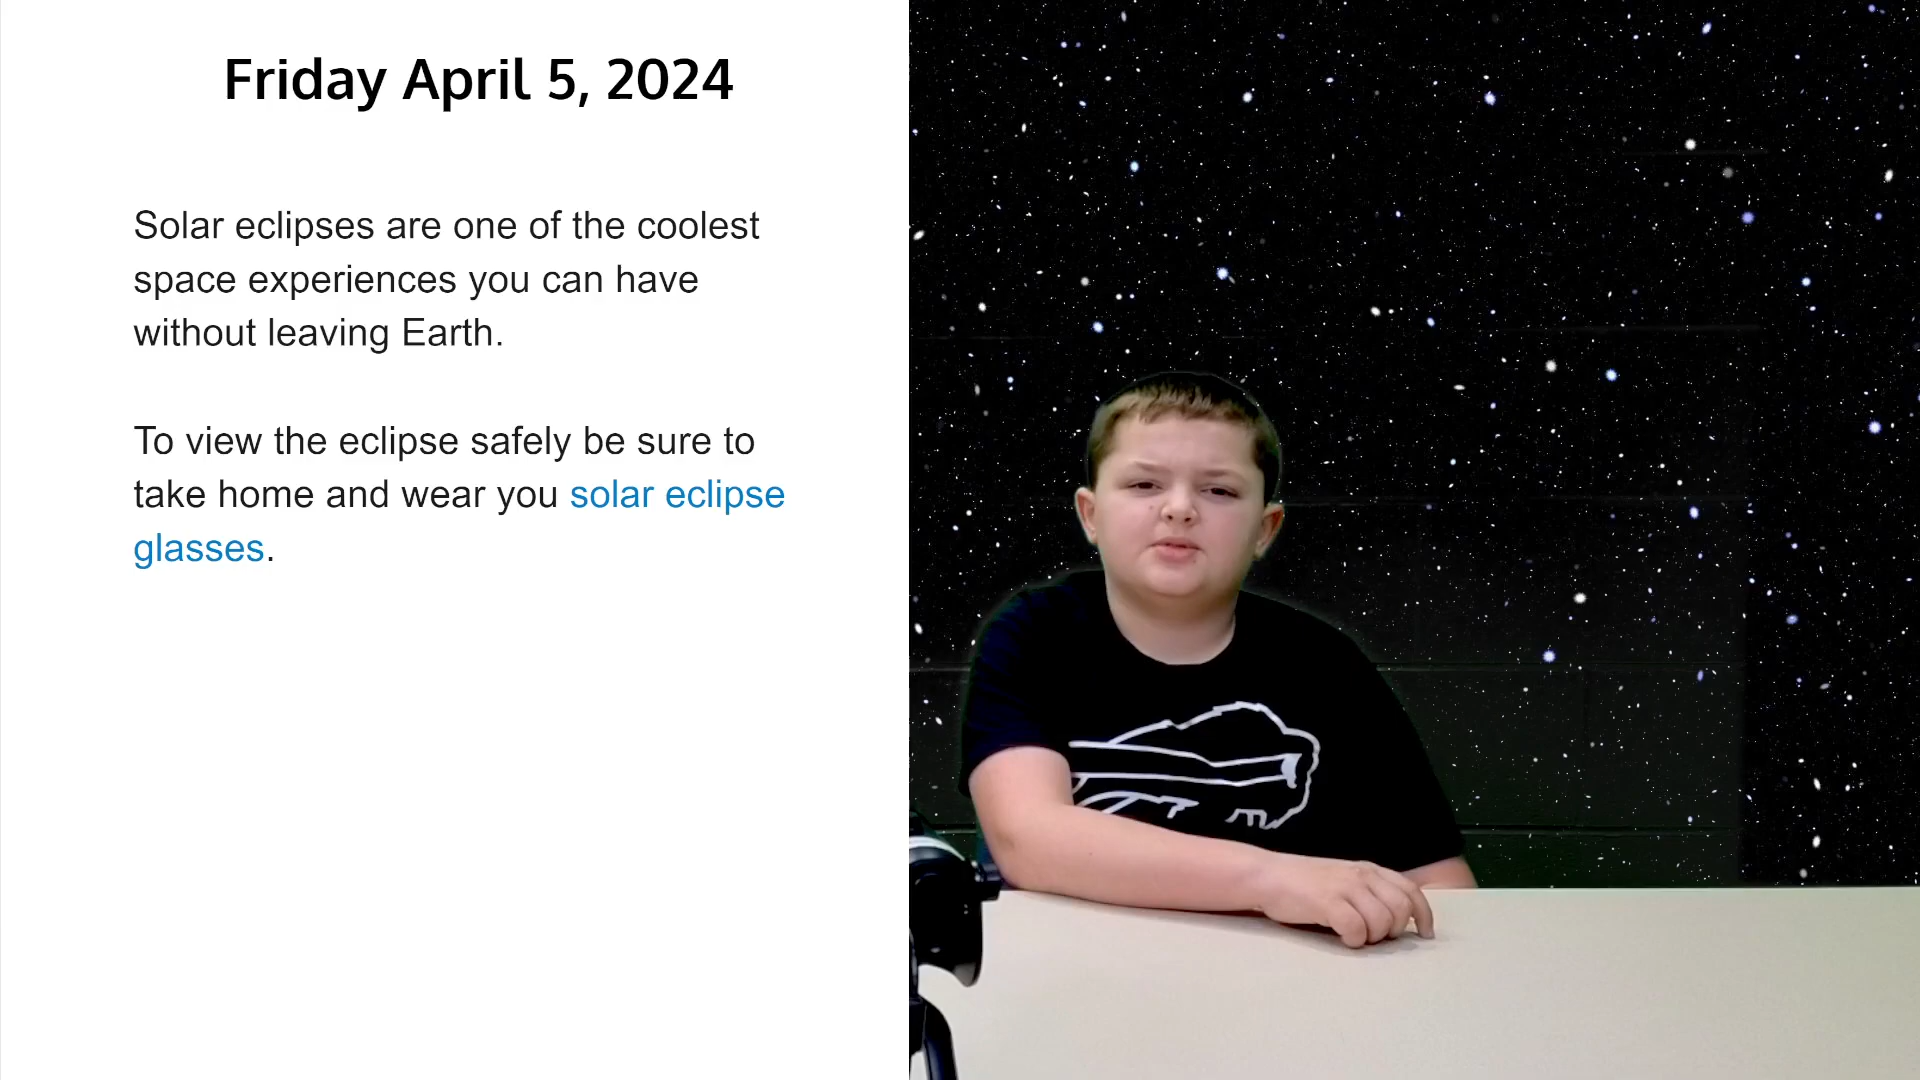 Friday April 5, 2024
Solar eclipses are one of the coolest
space experiences you can have
without leaving Earth.
To view the eclipse safely be sure to
take home and wear you solar eclipse
glasses.